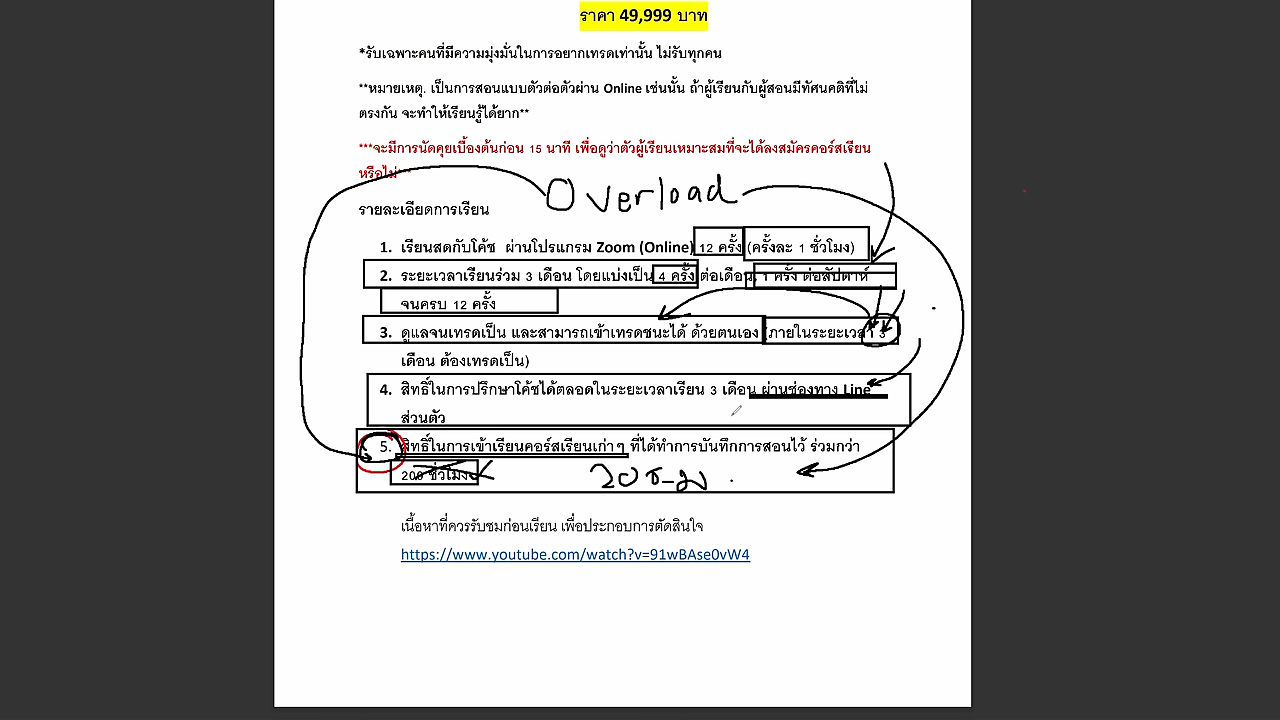 ราคา 49,999 บาท
*รับเฉพาะคนที่มีความมุ่งมั่นในการอยากเทรดเท่านั้น ไม่รับทุกคน
**หมายเหตุ. เป็นการสอนแบบตัวต่อตัวผ่าน Online เช่นนั้น ถ้าผู้เรียนกับผู้สอนมีทัศนคติที่ไม่
ตรงกัน จะทำให้เรียนรู้ได้ยาก**
***จะมีการนัดคุยเบื้องต้นก่อน 15 นาที เพื่อดูว่าตัวผู้เรียนเหมาะสมที่จะได้ลงสมัครคอร์สเรียน
หรือไม่***
Overload
รายละเอียดการเรียน
1. เรียนสดกับโค้ช ผ่านโปรแกรม Zoom (Online) 12 ครั้ง (ครั้งละ 1 ชั่วโมง)
2. ระยะเวลาเรียนร่วม 3 เดือน โดยแบ่งเป็น 4 ครั้ง ต่อเดือน 1 ครั้ง ต่อสัปดาห์
จนครบ 12 ครั้ง
3. ดูแลจนเทรดเป็น และสามารถเข้าเทรดชนะได้ ด้วยตนเอง (ภายในระยะเวลา 3
เดือน ต้องเทรดเป็น)
4. สิทธิ์ในการปรึกษาโค้ชได้ตลอดในระยะเวลาเรียน 3 เดือน ผ่านช่องทาง Line
ส่วนตัว
5. สิทธิ์ในการเข้าเรียนคอร์สเรียนเก่าๆ ที่ได้ทำการบันทึกการสอนไว้ ร่วมกว่า
200 ชั่วโมง 20 ช-ม.
เนื้อหาที่ควรรับชมก่อนเรียน เพื่อประกอบการตัดสินใจ
https://www.youtube.com/watch?v=91wBAse0vW4